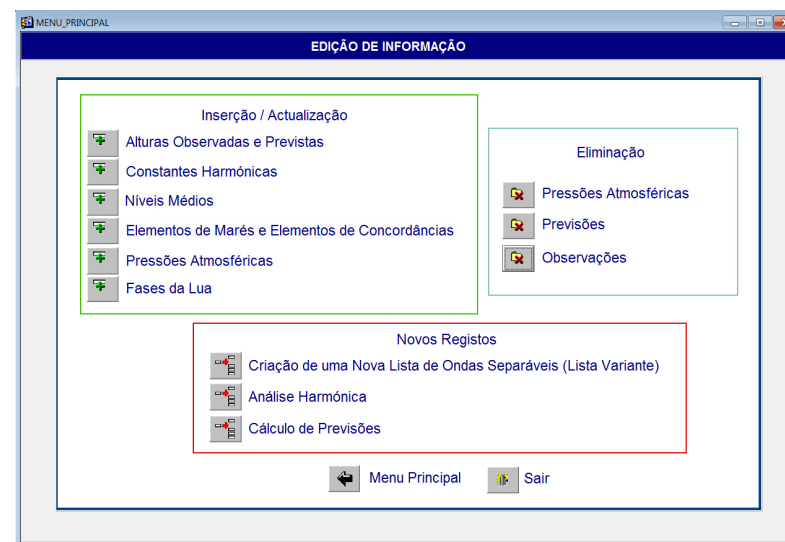 MENU_PRINCIPAL
EDIÇÃO DE INFORMAÇÃO
Inserção / Actualização
Alturas Observadas e Previstas
Constantes Harmónicas
Níveis Médios
Elementos de Marés e Elementos de Concordâncias
Pressões Atmosféricas
Fases da Lua
Eliminação
Pressões Atmosféricas
Previsões
Observações
Novos Registos
Criação de uma Nova Lista de Ondas Separáveis (Lista Variante)
Análise Harmónica
Cálculo de Previsões
Menu Principal
Sair